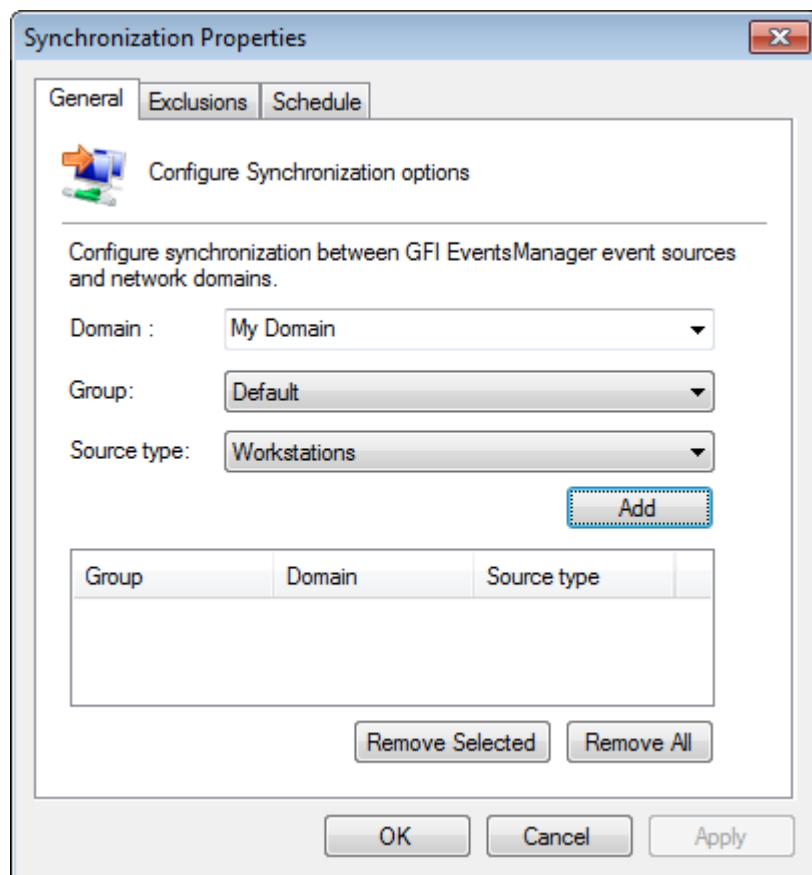 Synchronization Properties
General Exclusions Schedule
Configure Synchronization options
Configure synchronization between GFI EventsManager event sources
and network domains.
Domain : My Domain
Group: Default
Source type: Workstations
Add
Group Domain Source type
Remove Selected Remove All
OK Cancel Apply